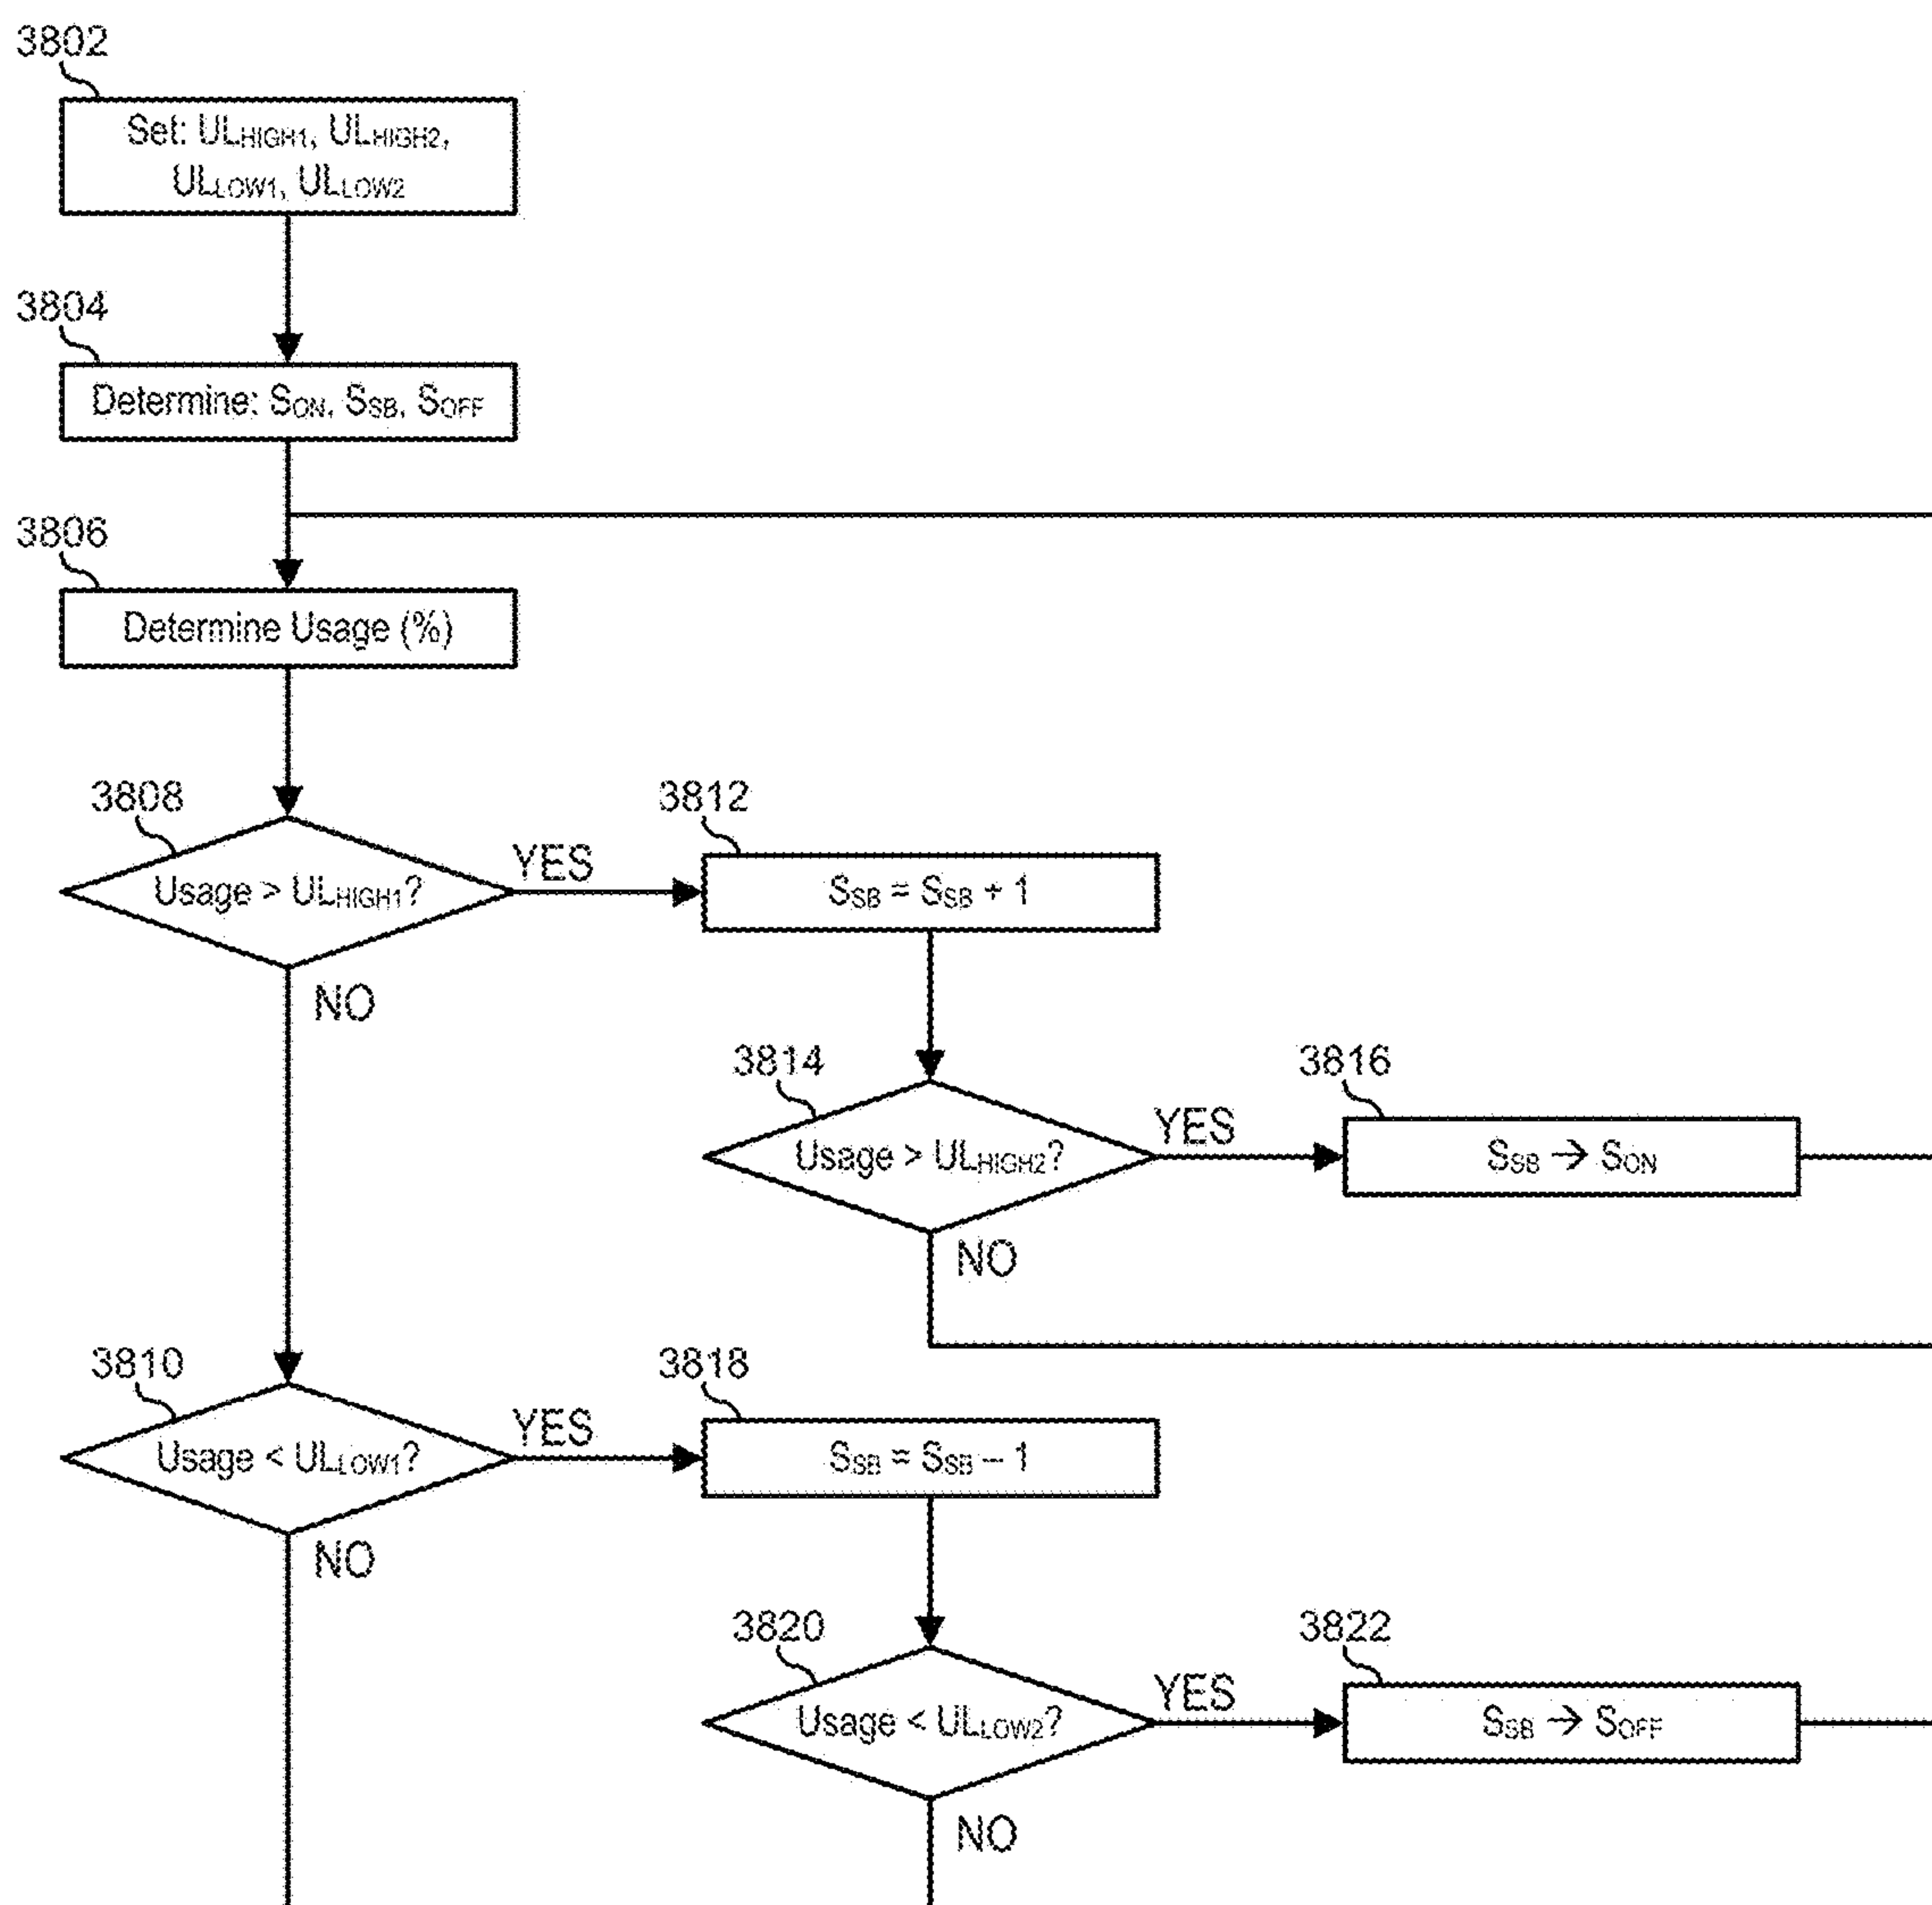 3802
Set: ULHIGH1, ULHIGH2,
ULLOW1, ULLOW2
3804
Determine: SON, SSB, SOFF
3806
Determine Usage (%)
3808
Usage > ULHIGH1?
YES
NO
3812
SSB = SSB + 1
3814
Usage > ULHIGH2?
YES
NO
3816
SSB → SON
3810
Usage < ULLOW1?
YES
NO
3818
SSB = SSB – 1
3820
Usage < ULLOW2?
YES
NO
3822
SSB → SOFF